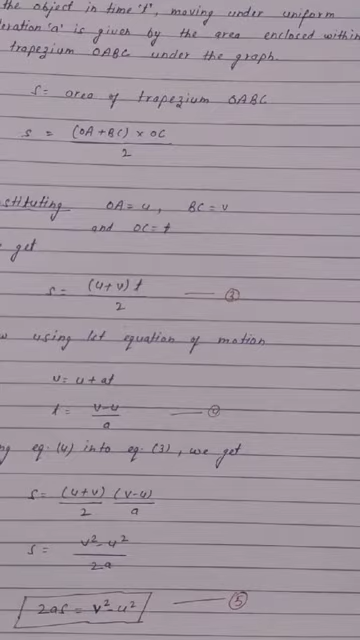 the object in time 't', moving under uniform
eration 'a' is given by the area enclosed within
trapezium OABC under the graph.
s = area of trapezium OABC
s = (OA + BC) × OC / 2
stituting OA = u, BC = v
and OC = t
get
s = (u+v) t / 2 —— ③
using 1st equation of motion
v = u + at
t = v-u / a —— ④
ng eq. (4) into eq. (3), we get
s = (u+v) / 2 (v-u) / a
s = v² - u² / 2a
2as = v² - u² —— ⑤